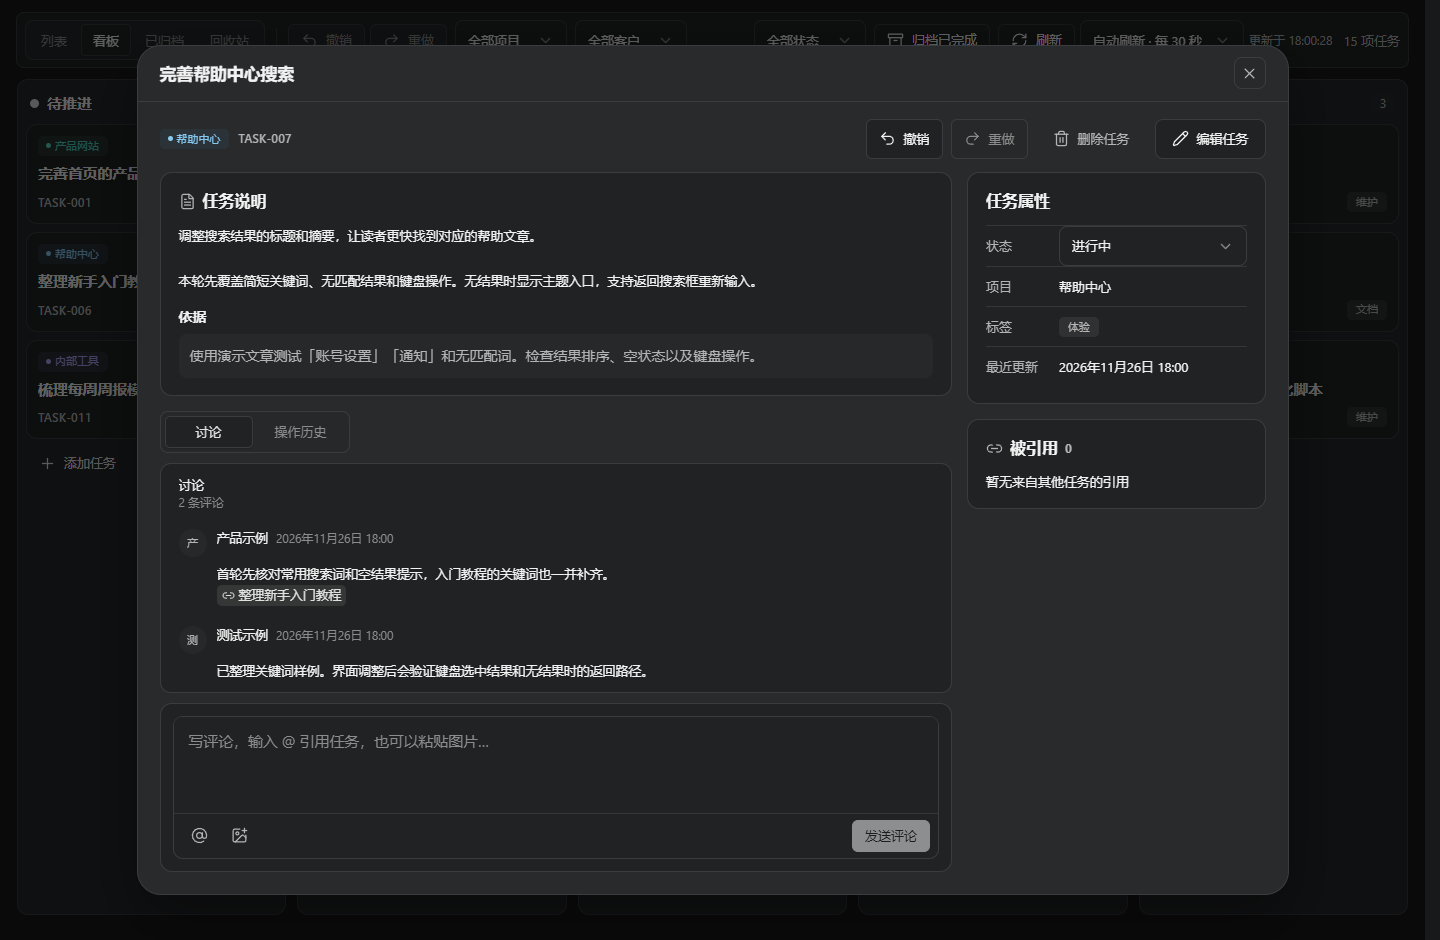 列表 看板 已归档 回收站 撤销 重做 全部项目 全部客户 全部状态 归档已完成 刷新 自动刷新 · 每 30 秒 更新于 18:00:28 15 项任务
待推进
3
产品网站
完善首页的产品
TASK-001
维护
帮助中心
整理新手入门教
TASK-006
文档
内部工具
梳理每周周报模
TASK-011
化脚本
维护
添加任务
完善帮助中心搜索
帮助中心 TASK-007
撤销 重做 删除任务 编辑任务
任务说明
调整搜索结果的标题和摘要，让读者更快找到对应的帮助文章。
本轮先覆盖简短关键词、无匹配结果和键盘操作。无结果时显示主题入口，支持返回搜索框重新输入。
依据
使用演示文章测试「账号设置」「通知」和无匹配词。检查结果排序、空状态以及键盘操作。
讨论 操作历史
讨论
2 条评论
产 产品示例 2026年11月26日 18:00
首轮先核对常用搜索词和空结果提示，入门教程的关键词也一并补齐。
整理新手入门教程
测 测试示例 2026年11月26日 18:00
已整理关键词样例。界面调整后会验证键盘选中结果和无结果时的返回路径。
写评论，输入 @ 引用任务，也可以粘贴图片...
发送评论
任务属性
状态 进行中
项目 帮助中心
标签 体验
最近更新 2026年11月26日 18:00
被引用 0
暂无来自其他任务的引用